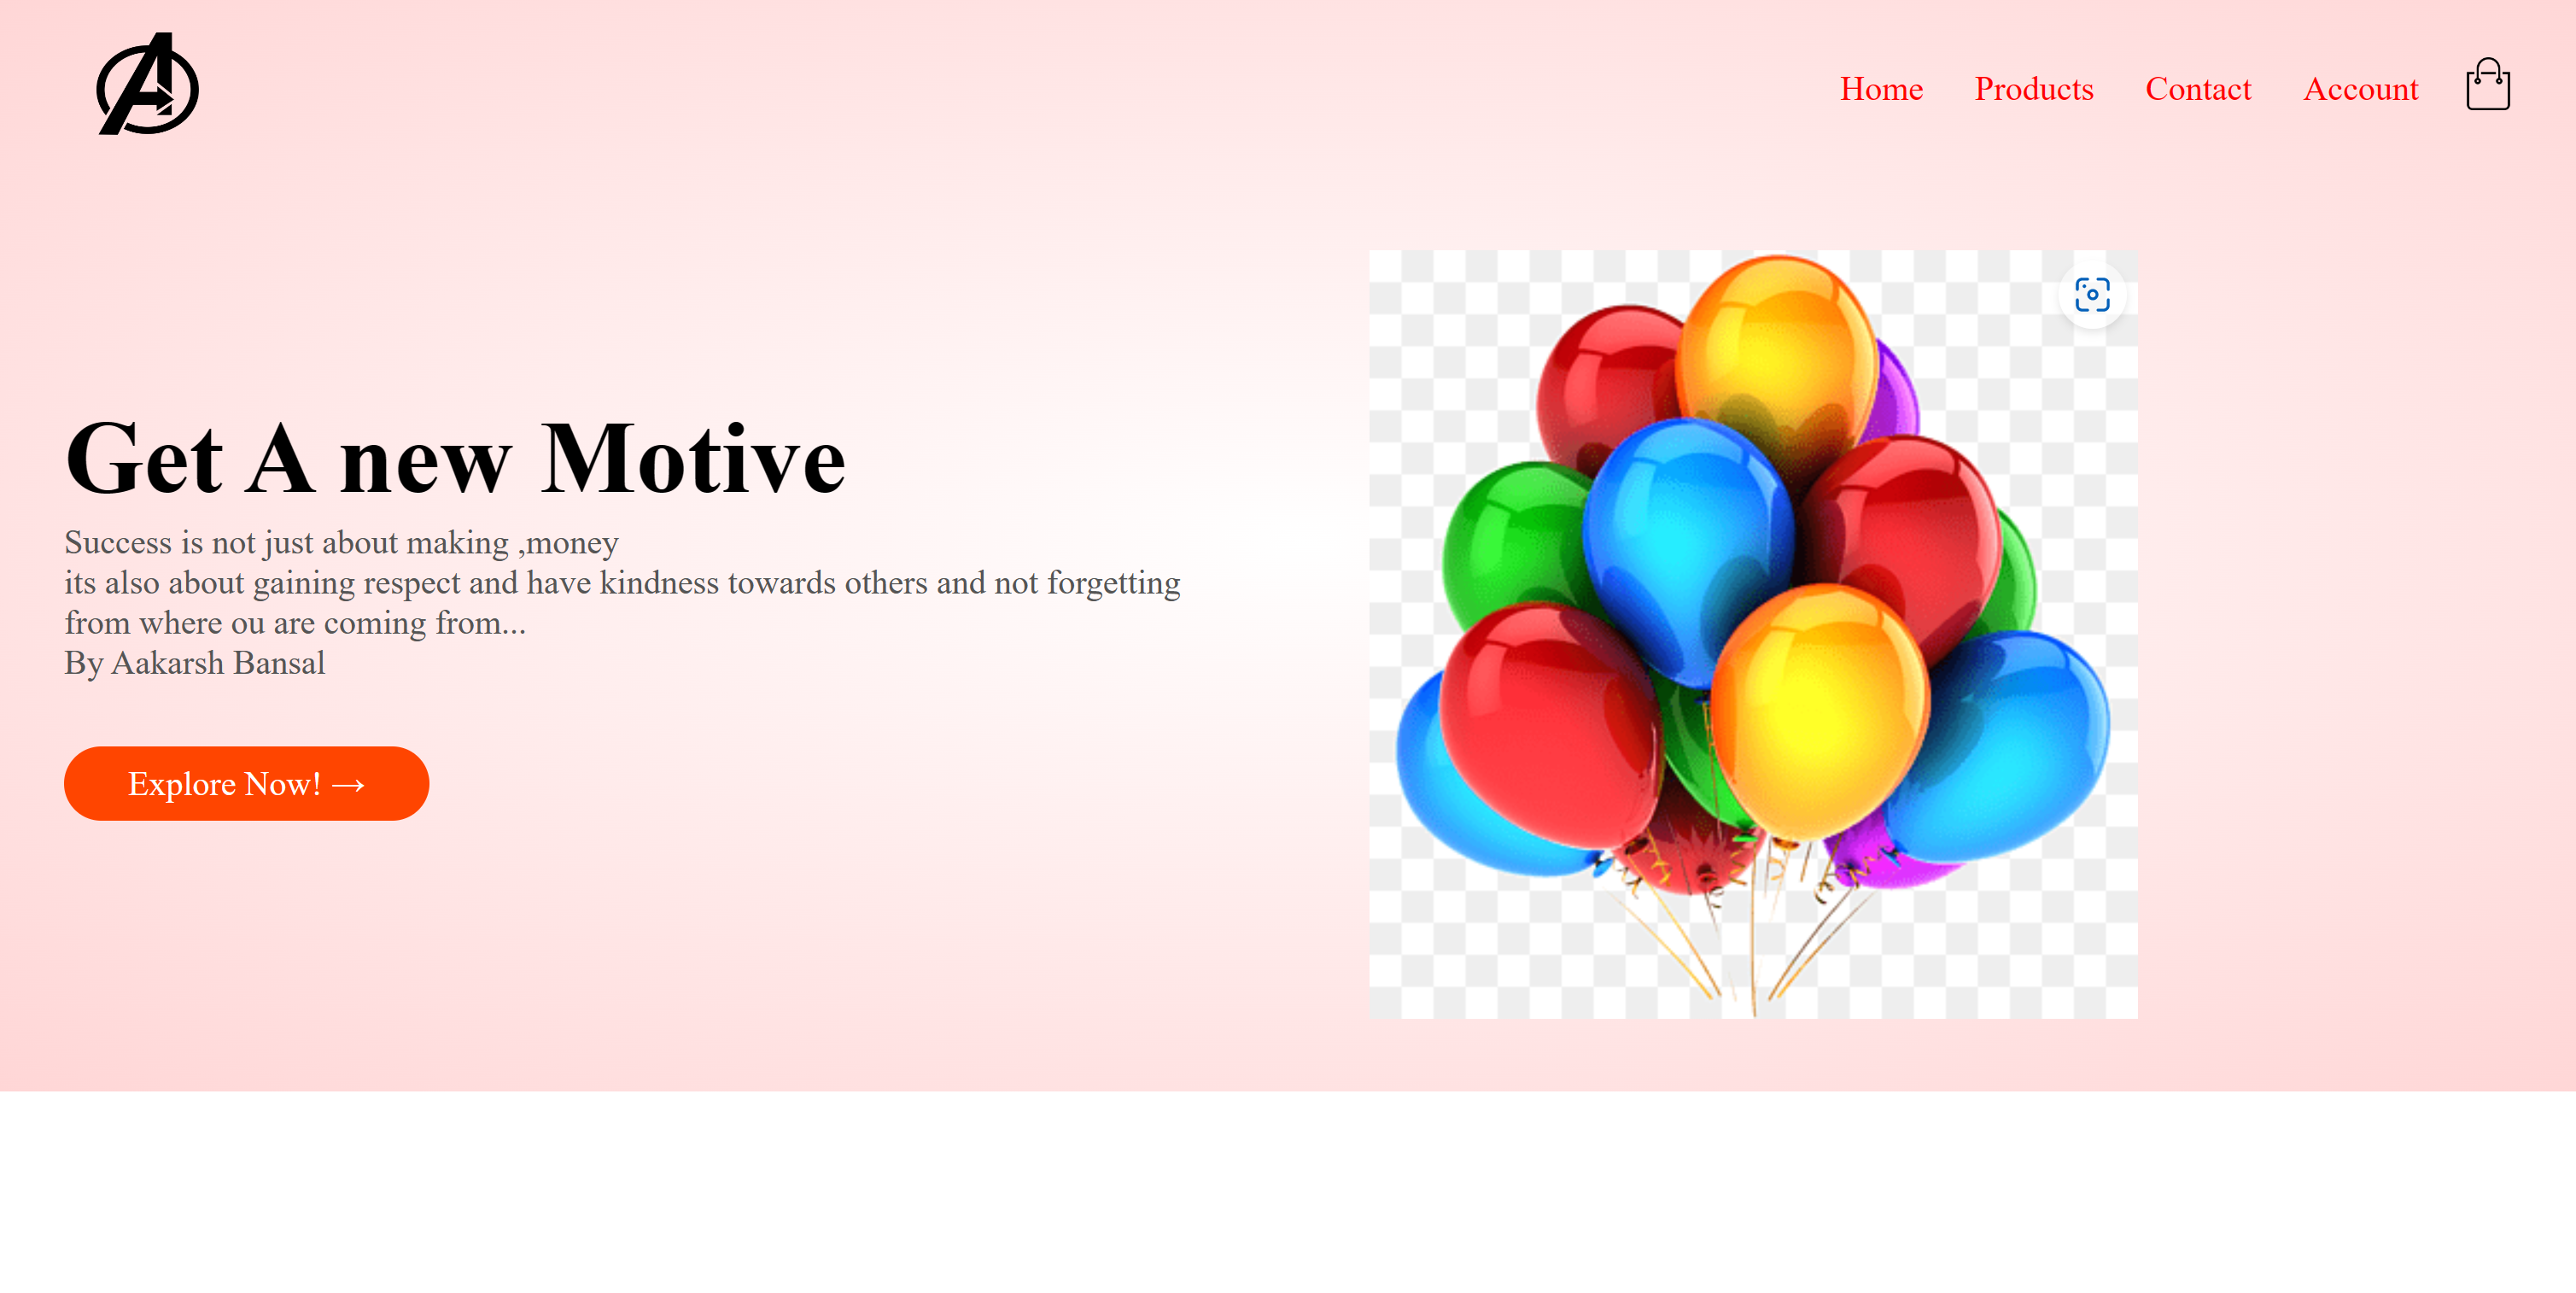 Home Products Contact Account
Get A new Motive
Success is not just about making ,money
its also about gaining respect and have kindness towards others and not forgetting
from where ou are coming from...
By Aakarsh Bansal
Explore Now! →